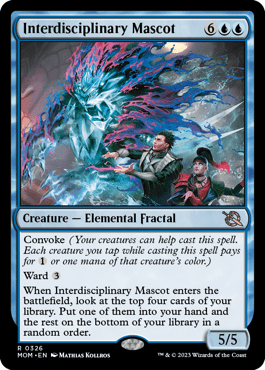 Interdisciplinary Mascot 6
Creature — Elemental Fractal
Convoke (Your creatures can help cast this spell.
Each creature you tap while casting this spell pays
for 1 or one mana of that creature's color.)
Ward 3
When Interdisciplinary Mascot enters the
battlefield, look at the top four cards of your
library. Put one of them into your hand and
the rest on the bottom of your library in a
random order.
5/5
R 0326
MOM • EN Mathias Kollros
™ & © 2023 Wizards of the Coast